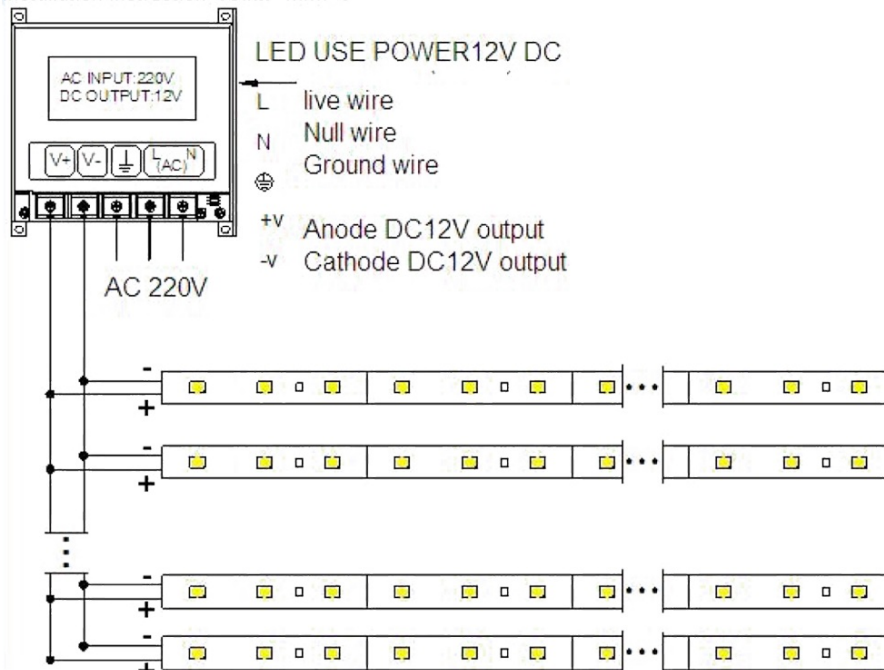 LED USE POWER12V DC
AC INPUT:220V
DC OUTPUT:12V
L live wire
N Null wire
Ground wire
V+ V- L (AC) N
+V Anode DC12V output
-V Cathode DC12V output
AC 220V
-
+
-
+
-
+
-
+